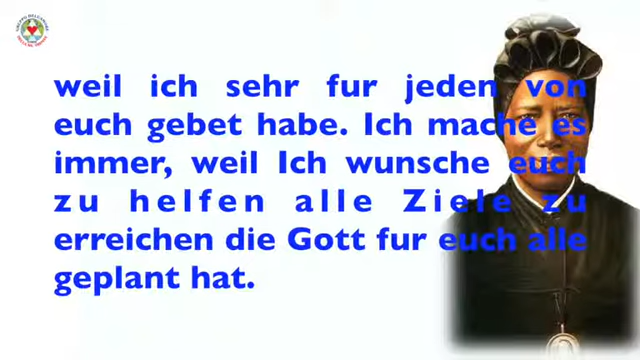 weil ich sehr fur jeden von
euch gebet habe. Ich mache es
immer, weil Ich wunsche euch
zu helfen alle Ziele zu
erreichen die Gott fur euch alle
geplant hat.